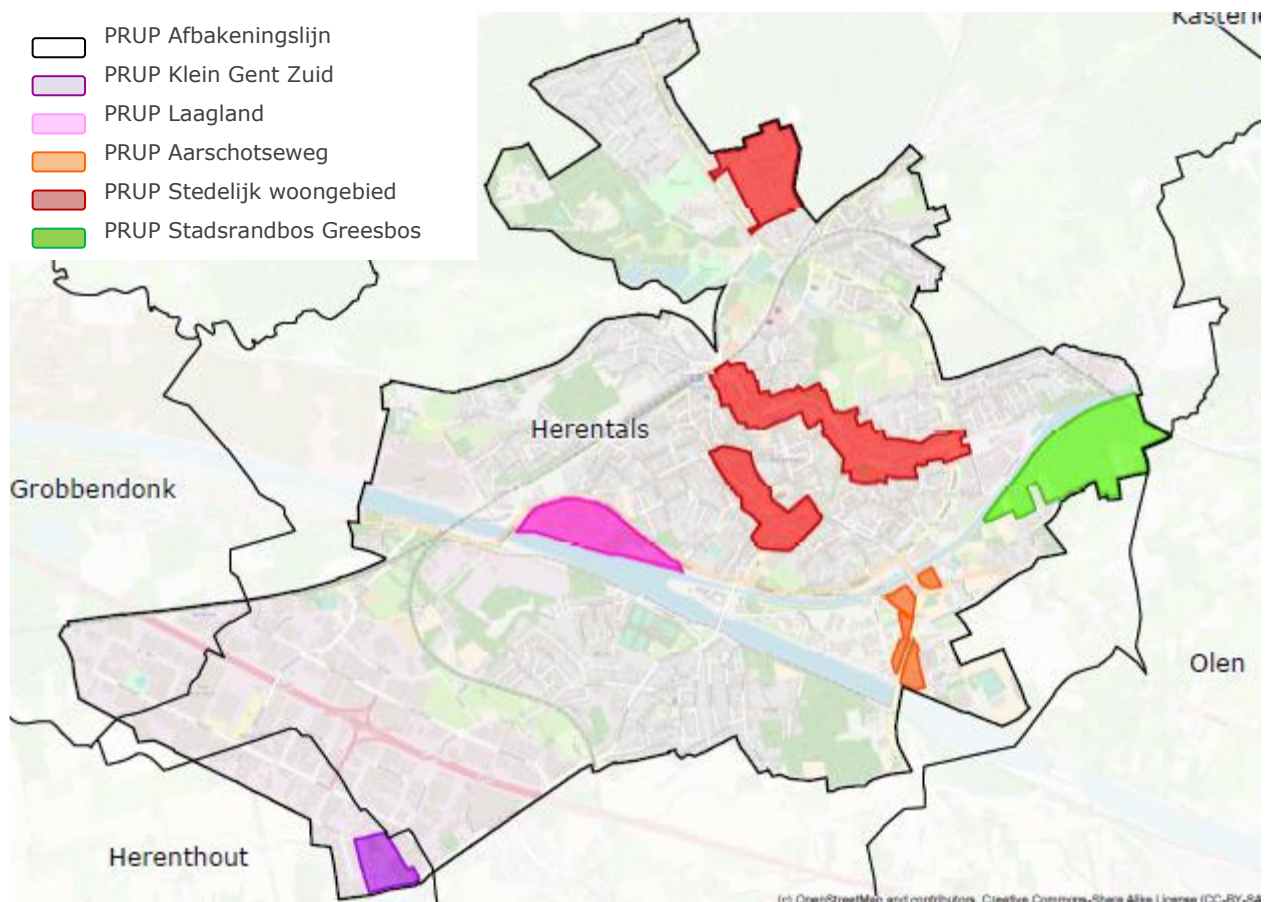 PRUP Afbakeningslijn
PRUP Klein Gent Zuid
PRUP Laagland
PRUP Aarschotseweg
PRUP Stedelijk woongebied
PRUP Stadsrandbos Greesbos
Herentals
Grobbendonk
Olen
Herenthout
(c) OpenStreetMap and contributors, Creative Commons-Share Alike License (CC-BY-SA